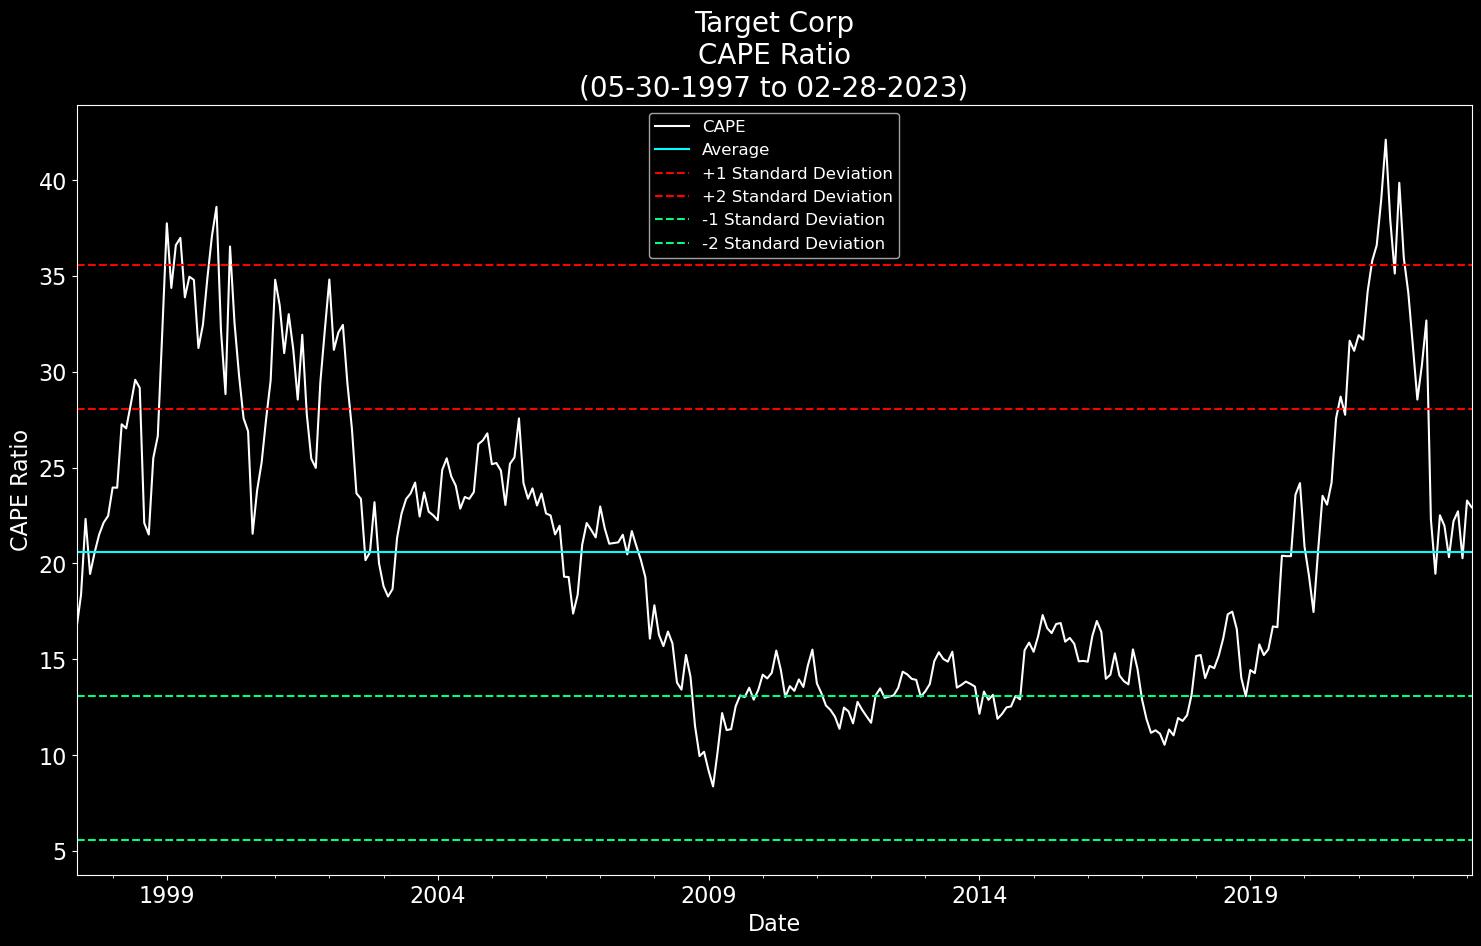 Target Corp
CAPE Ratio
(05-30-1997 to 02-28-2023)
CAPE
Average
+1 Standard Deviation
+2 Standard Deviation
-1 Standard Deviation
-2 Standard Deviation
CAPE Ratio
40
35
30
25
20
15
10
5
1999
2004
2009
2014
2019
Date